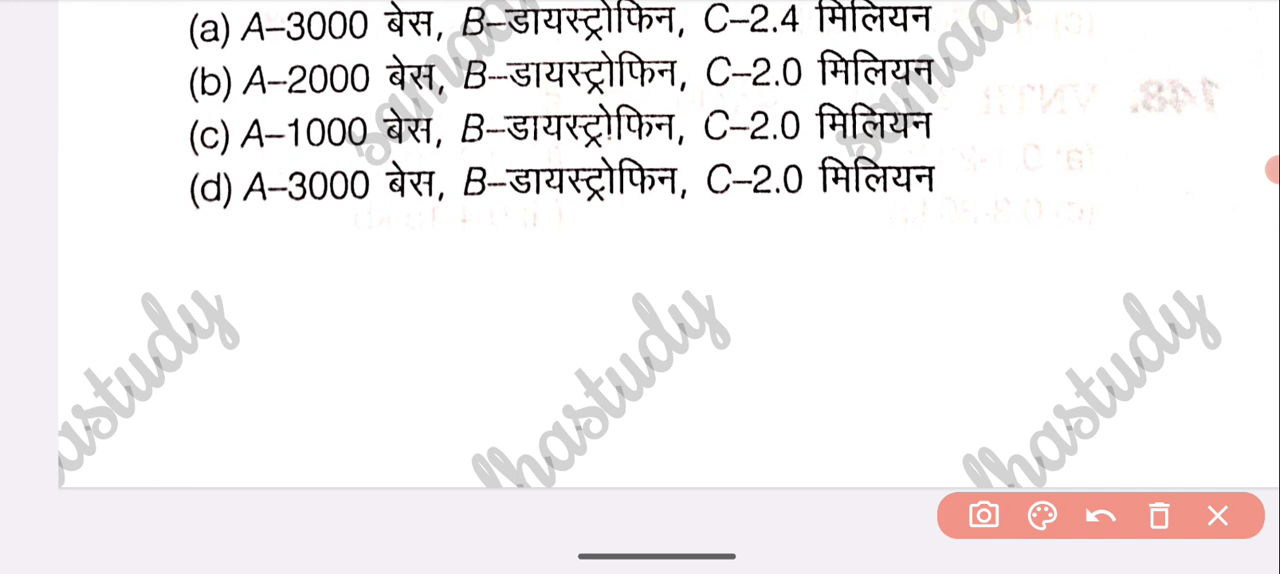 (a) A–3000 बेस, B–डायस्ट्रोफिन, C–2.4 मिलियन
(b) A–2000 बेस, B–डायस्ट्रोफिन, C–2.0 मिलियन
(c) A–1000 बेस, B–डायस्ट्रोफिन, C–2.0 मिलियन
(d) A–3000 बेस, B–डायस्ट्रोफिन, C–2.0 मिलियन